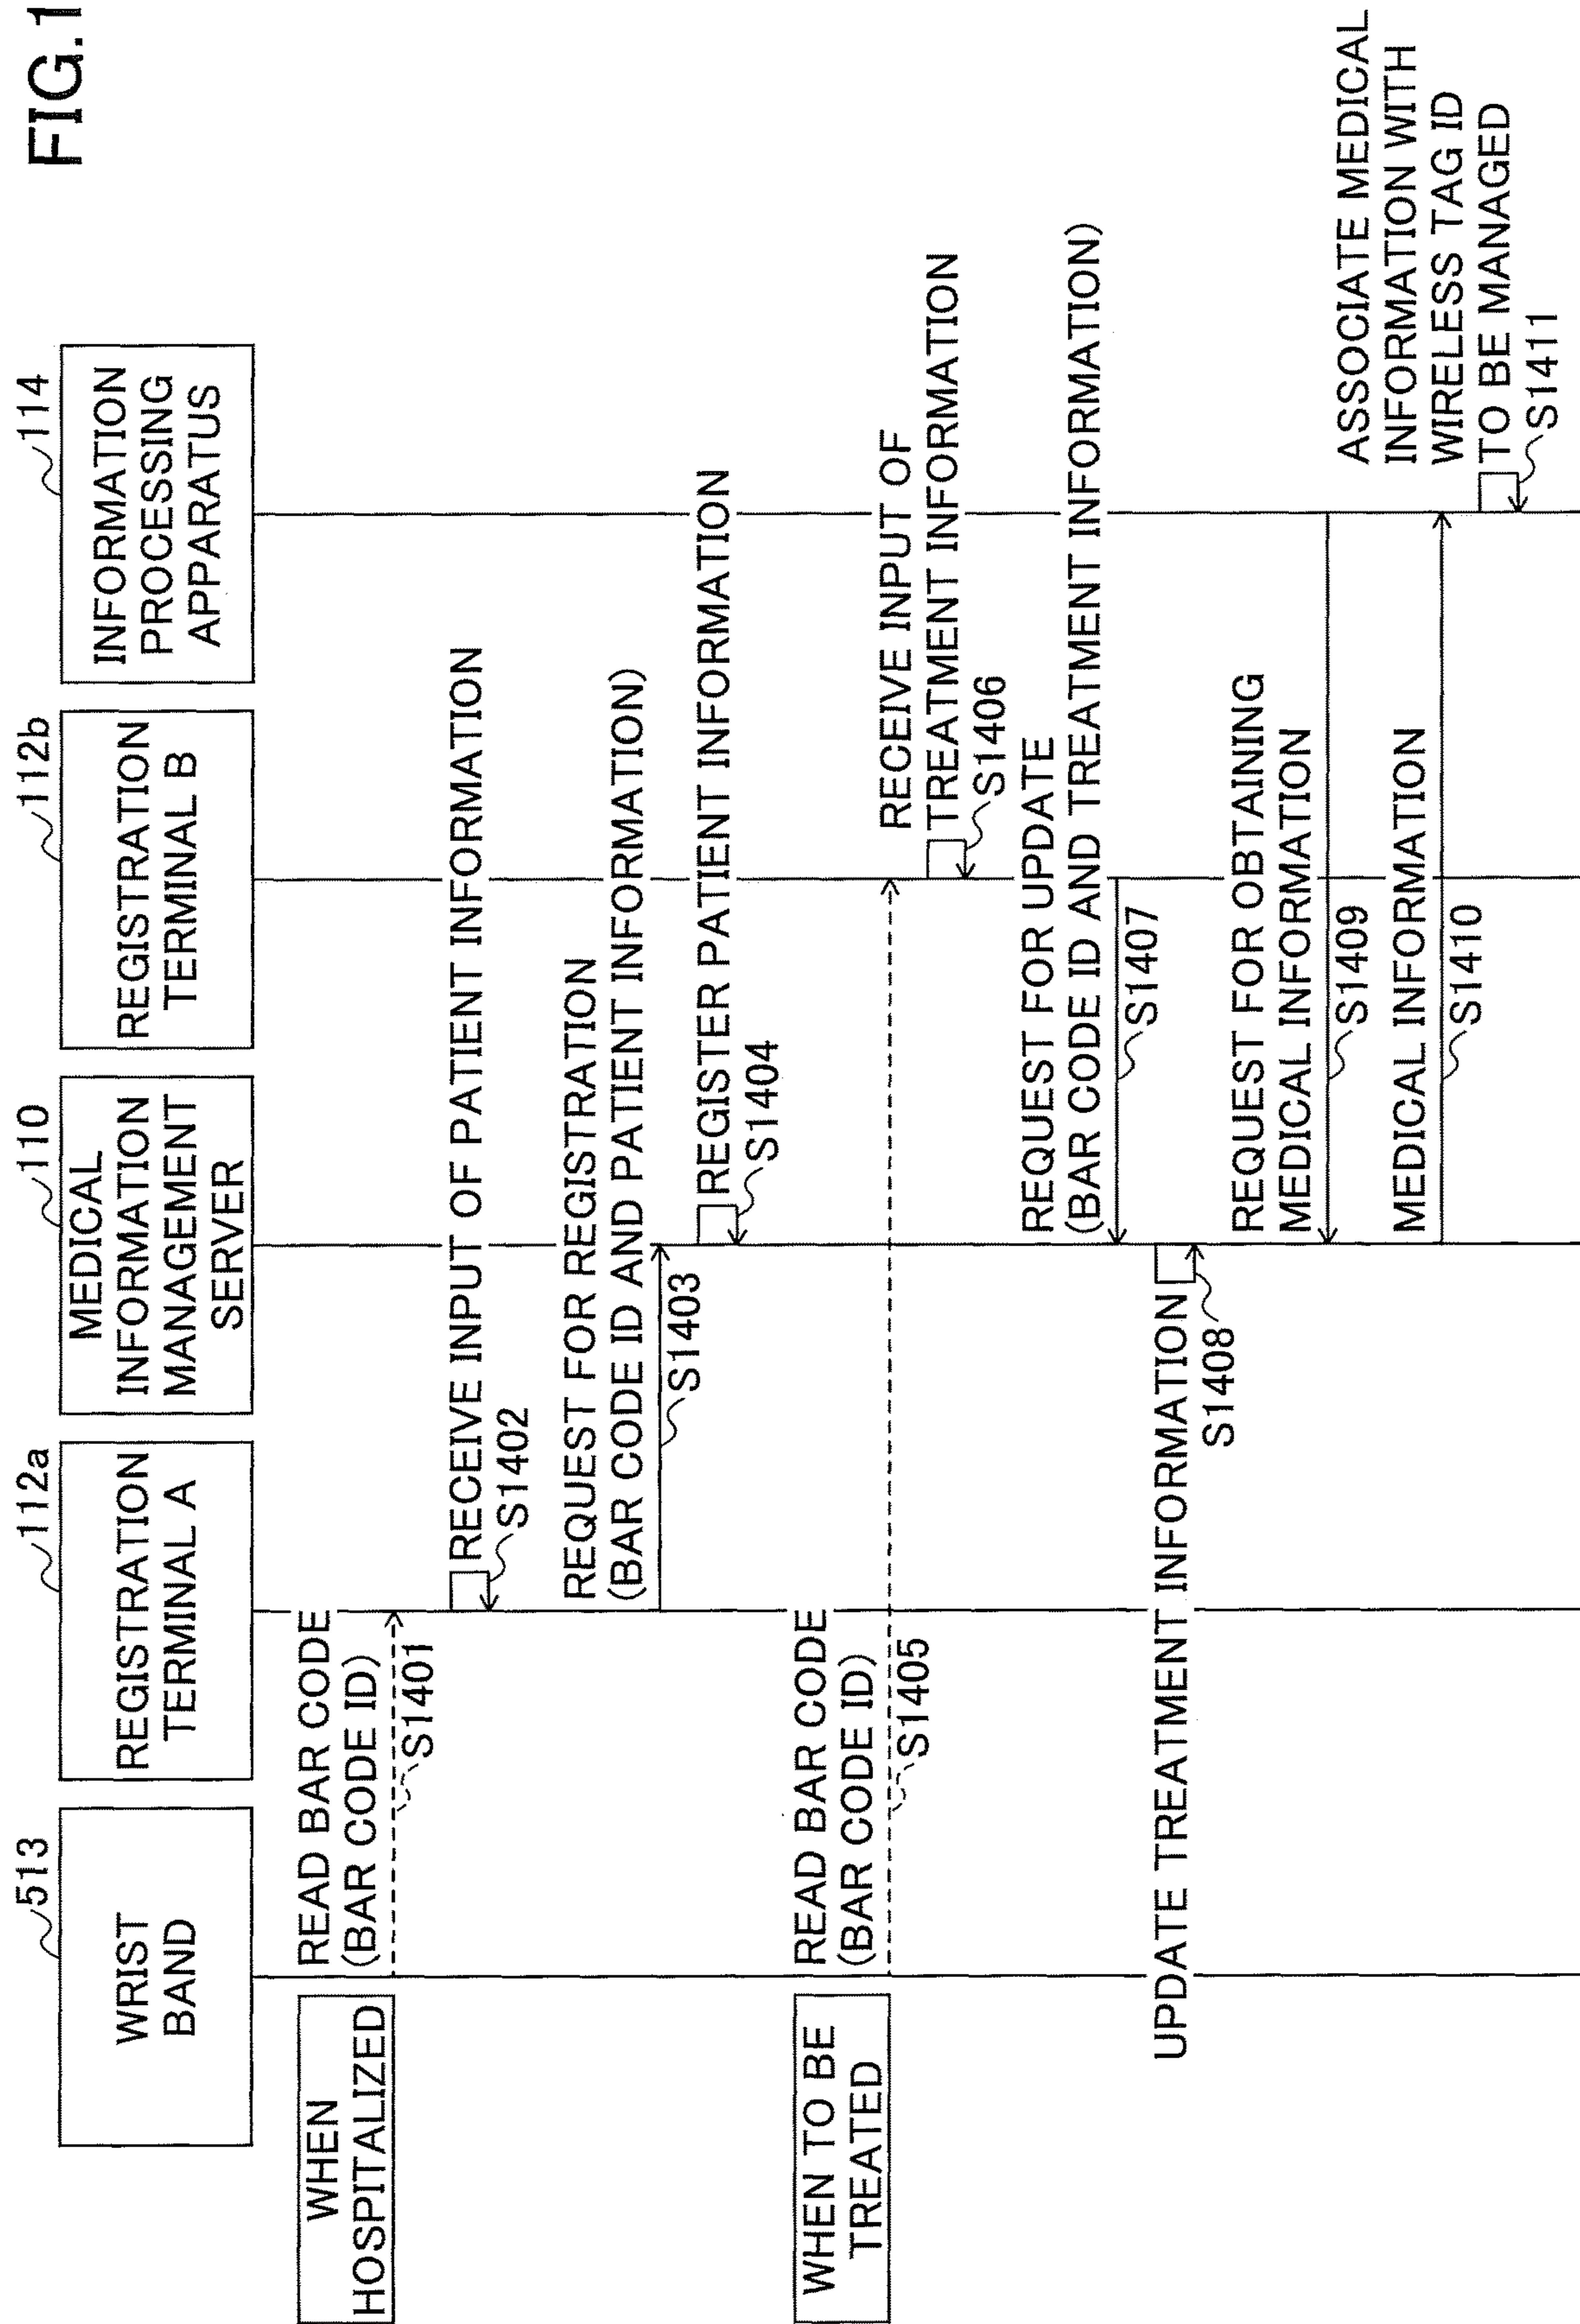 FIG.1
513
WRIST
BAND
112a
REGISTRATION
TERMINAL A
110
MEDICAL
INFORMATION
MANAGEMENT
SERVER
112b
REGISTRATION
TERMINAL B
114
INFORMATION
PROCESSING
APPARATUS
WHEN
HOSPITALIZED
READ BAR CODE
(BAR CODE ID)
S1401
RECEIVE INPUT OF PATIENT INFORMATION
S1402
REQUEST FOR REGISTRATION
(BAR CODE ID AND PATIENT INFORMATION)
S1403
REGISTER PATIENT INFORMATION
S1404
WHEN TO BE
TREATED
READ BAR CODE
(BAR CODE ID)
S1405
RECEIVE INPUT OF
TREATMENT INFORMATION
S1406
REQUEST FOR UPDATE
(BAR CODE ID AND TREATMENT INFORMATION)
S1407
UPDATE TREATMENT INFORMATION
S1408
REQUEST FOR OBTAINING
MEDICAL INFORMATION
S1409
MEDICAL INFORMATION
S1410
ASSOCIATE MEDICAL
INFORMATION WITH
WIRELESS TAG ID
TO BE MANAGED
S1411